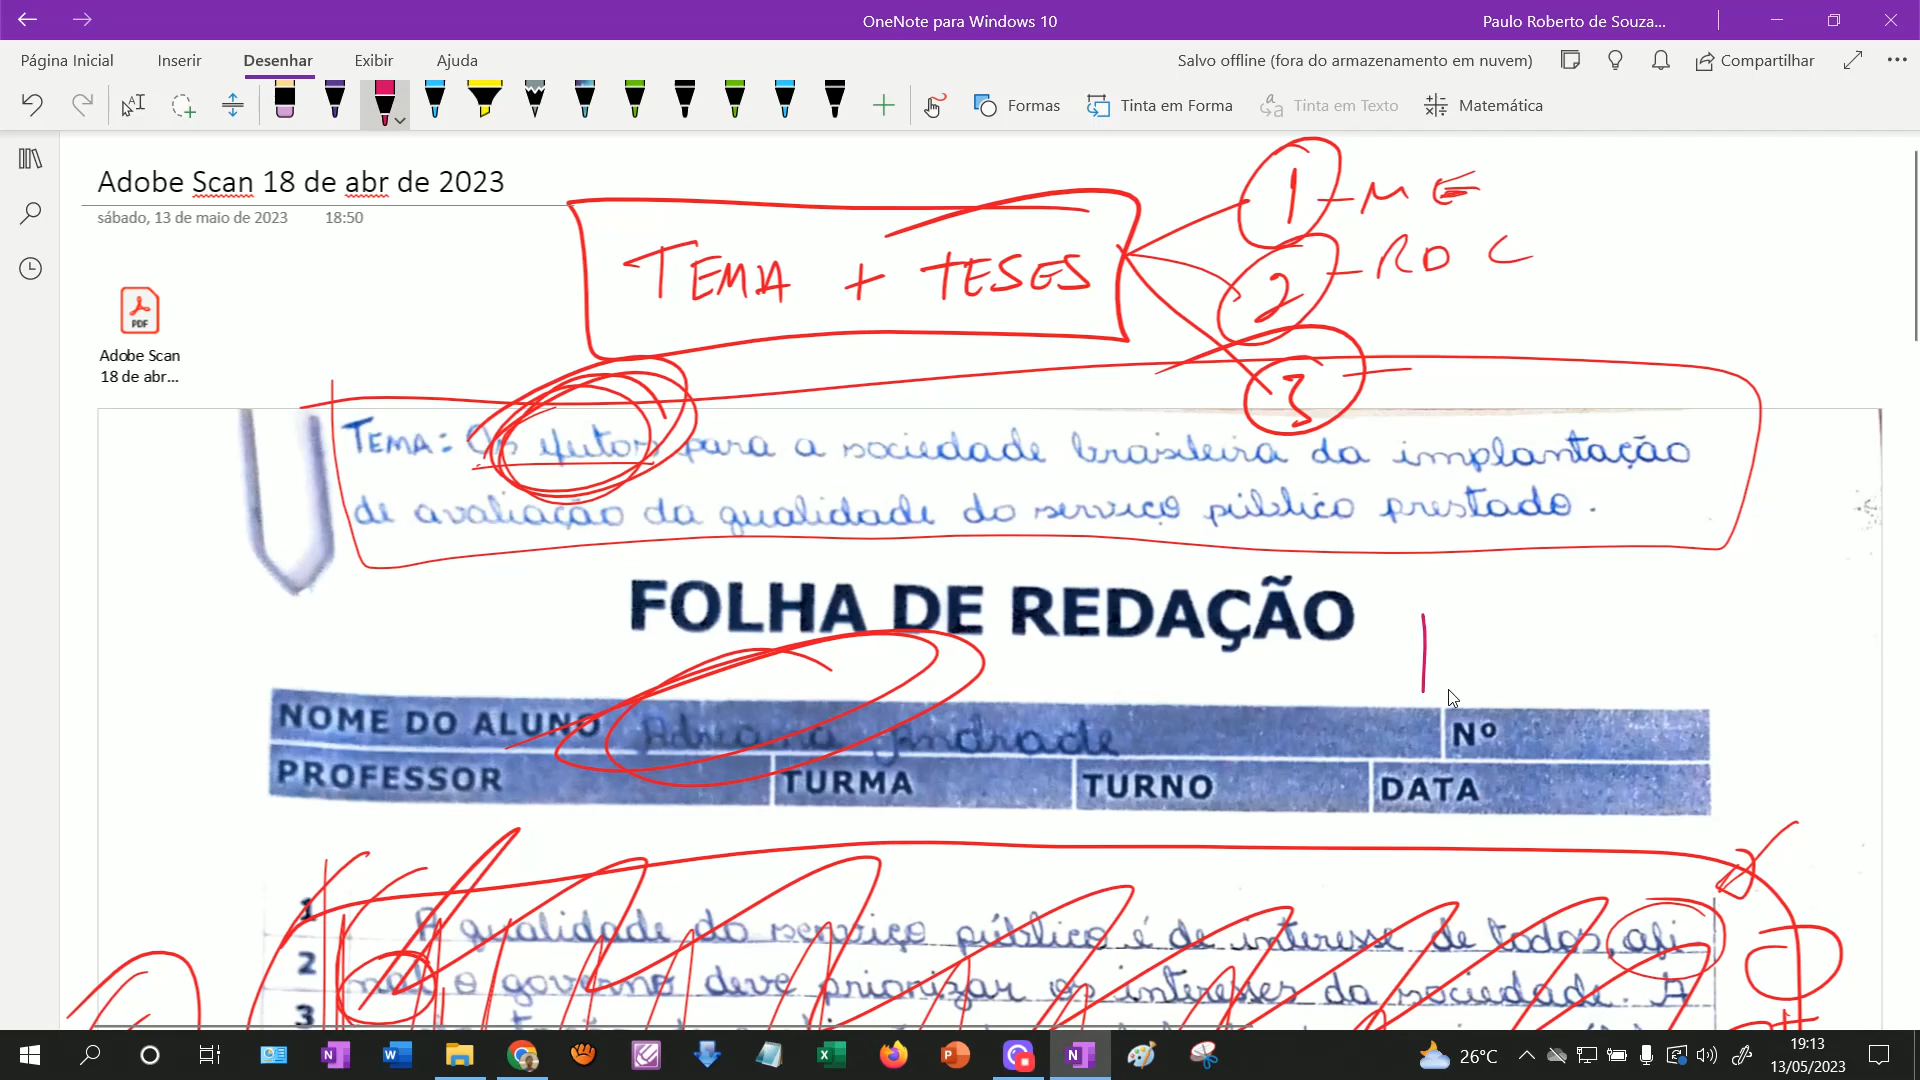 OneNote para Windows 10
Paulo Roberto de Souza...
Página Inicial Inserir Desenhar Exibir Ajuda
Salvo offline (fora do armazenamento em nuvem) Compartilhar
Formas Tinta em Forma Tinta em Texto Matemática
Adobe Scan 18 de abr de 2023
sábado, 13 de maio de 2023 18:50
1 - M E
TEMA + TESES
2 - R D C
3 -
PDF
Adobe Scan
18 de abr...
TEMA: Os efeitos para a sociedade brasileira da implantação
de avaliação da qualidade do serviço público prestado.
FOLHA DE REDAÇÃO
NOME DO ALUNO Adriana Andrade Nº
PROFESSOR TURMA TURNO DATA
1 A qualidade do serviço público é de interesse de todos, afi
2 nal o governo deve priorizar os interesses da sociedade. A
3
26°C
19:13
13/05/2023